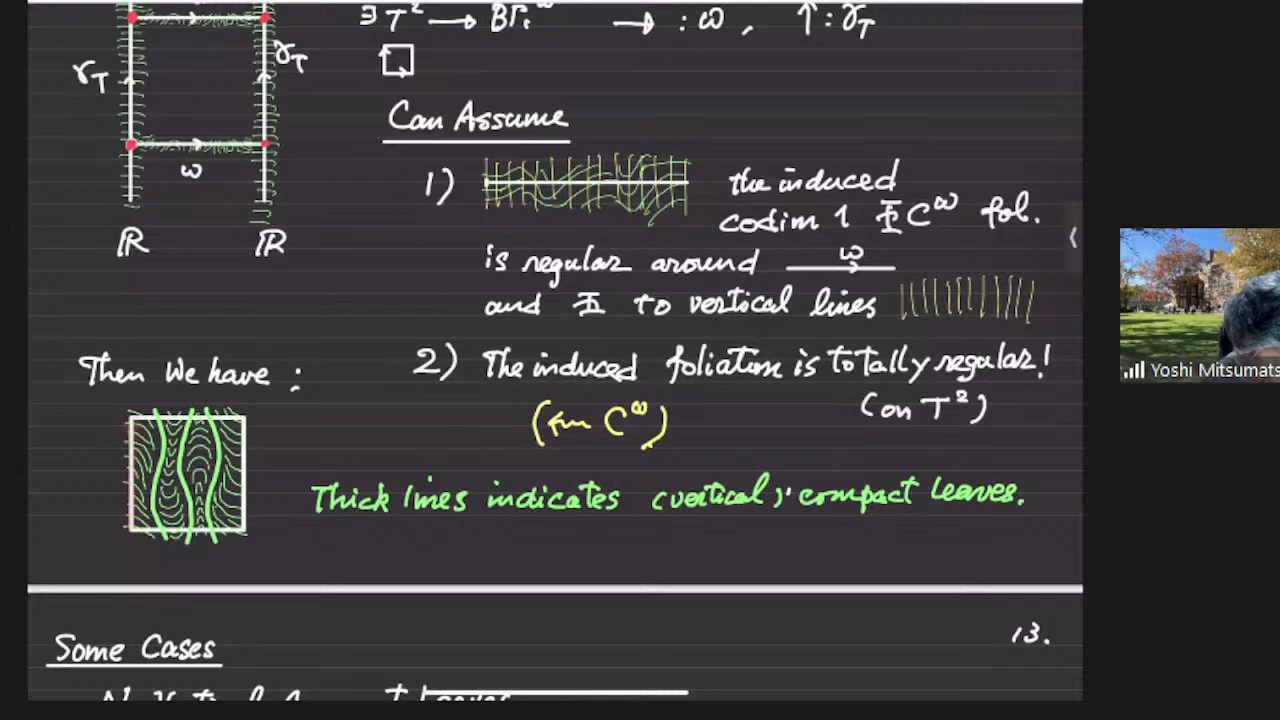 ∃ T² → BΓ₁^ω → : ω , ↑ : γ_T
γ_T
γ_T
Can Assume
ω
1) the induced
codim 1 C^ω fol.
ℝ ℝ
is regular around ω
and to vertical lines
Then We have :
2) The induced foliation is totally regular!
(on T²)
Thick lines indicates (vertical) compact leaves.
Yoshi Mitsumats
Some Cases
13.